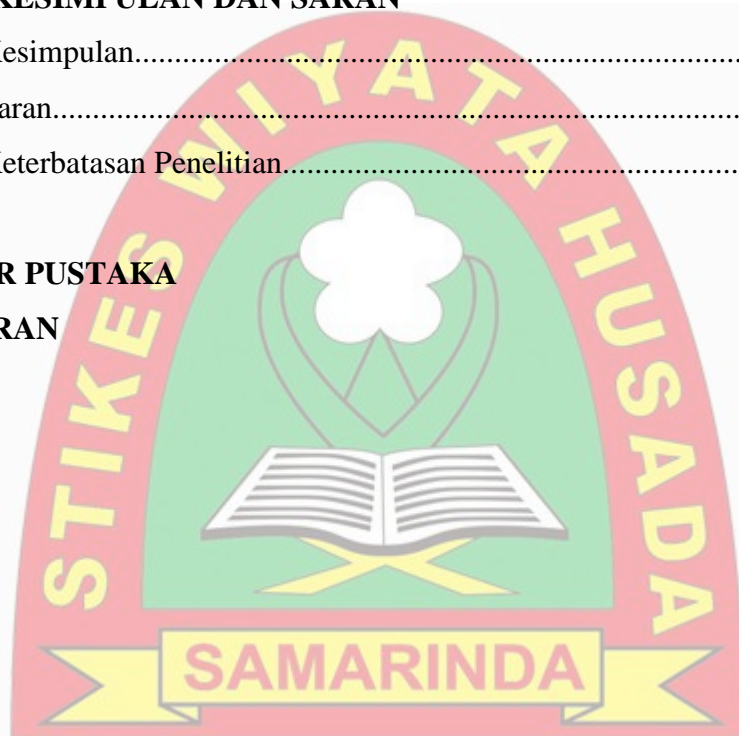 KESIMPULAN DAN SARAN
esimpulan.......................................................................................
aran.................................................................................................
eterbatasan Penelitian.................................................................
R PUSTAKA
RAN
STIKES WIYATA HUSADA
SAMARINDA